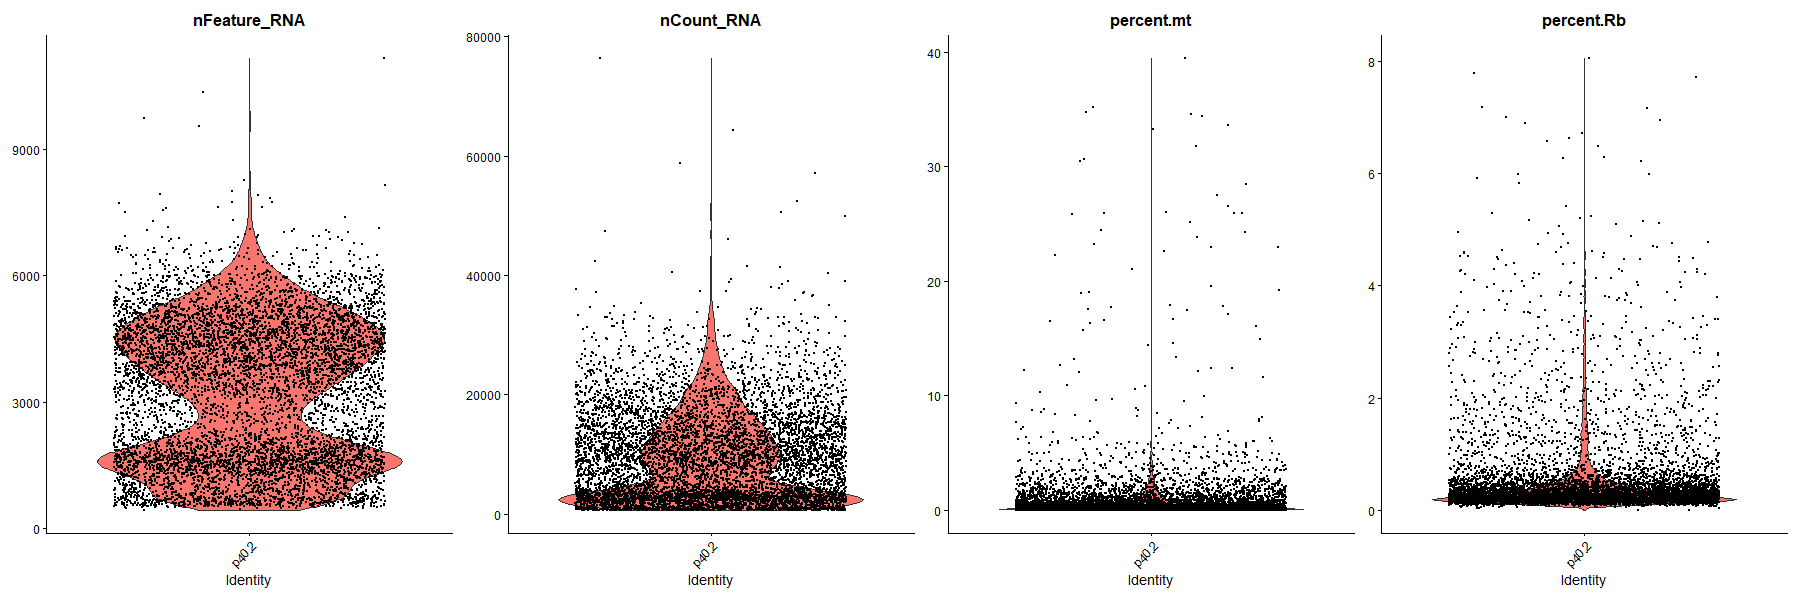 nFeature_RNA
9000
6000
3000
0
p40.2
Identity
nCount_RNA
80000
60000
40000
20000
0
p40.2
Identity
percent.mt
40
30
20
10
0
p40.2
Identity
percent.Rb
8
6
4
2
0
p40.2
Identity